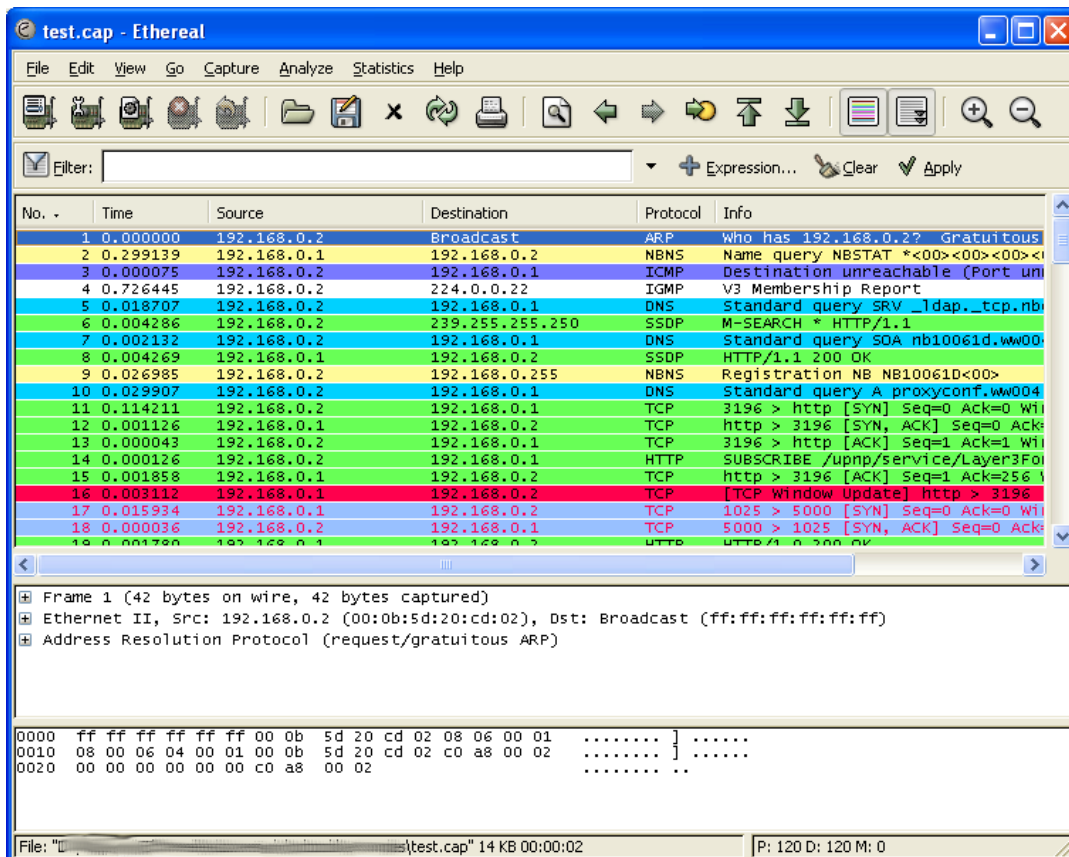 test.cap - Ethereal
File Edit View Go Capture Analyze Statistics Help
Filter: Expression... Clear Apply
No. Time Source Destination Protocol Info
1 0.000000 192.168.0.2 Broadcast ARP Who has 192.168.0.2? Gratuitous
2 0.299139 192.168.0.1 192.168.0.2 NBNS Name query NBSTAT *<00><00><00><
3 0.000075 192.168.0.2 192.168.0.1 ICMP Destination unreachable (Port un
4 0.726445 192.168.0.2 224.0.0.22 IGMP V3 Membership Report
5 0.018707 192.168.0.2 192.168.0.1 DNS Standard query SRV _ldap._tcp.nb
6 0.004286 192.168.0.2 239.255.255.250 SSDP M-SEARCH * HTTP/1.1
7 0.002132 192.168.0.2 192.168.0.1 DNS Standard query SOA nb10061d.ww00
8 0.004269 192.168.0.1 192.168.0.2 SSDP HTTP/1.1 200 OK
9 0.026985 192.168.0.2 192.168.0.255 NBNS Registration NB NB10061D<00>
10 0.029907 192.168.0.2 192.168.0.1 DNS Standard query A proxyconf.ww004
11 0.114211 192.168.0.2 192.168.0.1 TCP 3196 > http [SYN] Seq=0 Ack=0 Wi
12 0.001126 192.168.0.1 192.168.0.2 TCP http > 3196 [SYN, ACK] Seq=0 Ack
13 0.000043 192.168.0.2 192.168.0.1 TCP 3196 > http [ACK] Seq=1 Ack=1 Wi
14 0.000126 192.168.0.2 192.168.0.1 HTTP SUBSCRIBE /upnp/service/Layer3Fo
15 0.001858 192.168.0.1 192.168.0.2 TCP http > 3196 [ACK] Seq=1 Ack=256
16 0.003112 192.168.0.1 192.168.0.2 TCP [TCP Window Update] http > 3196
17 0.015934 192.168.0.1 192.168.0.2 TCP 1025 > 5000 [SYN] Seq=0 Ack=0 Wi
18 0.000036 192.168.0.2 192.168.0.1 TCP 5000 > 1025 [SYN, ACK] Seq=0 Ack=
19 0.001780 192.168.0.1 192.168.0.2 HTTP HTTP/1.0 200 OK
Frame 1 (42 bytes on wire, 42 bytes captured)
Ethernet II, Src: 192.168.0.2 (00:0b:5d:20:cd:02), Dst: Broadcast (ff:ff:ff:ff:ff:ff)
Address Resolution Protocol (request/gratuitous ARP)
0000 ff ff ff ff ff ff 00 0b 5d 20 cd 02 08 06 00 01 ........ ] ......
0010 08 00 06 04 00 01 00 0b 5d 20 cd 02 c0 a8 00 02 ........ ] ......
0020 00 00 00 00 00 00 c0 a8 00 02 ........ ..
File: " \test.cap" 14 KB 00:00:02 P: 120 D: 120 M: 0